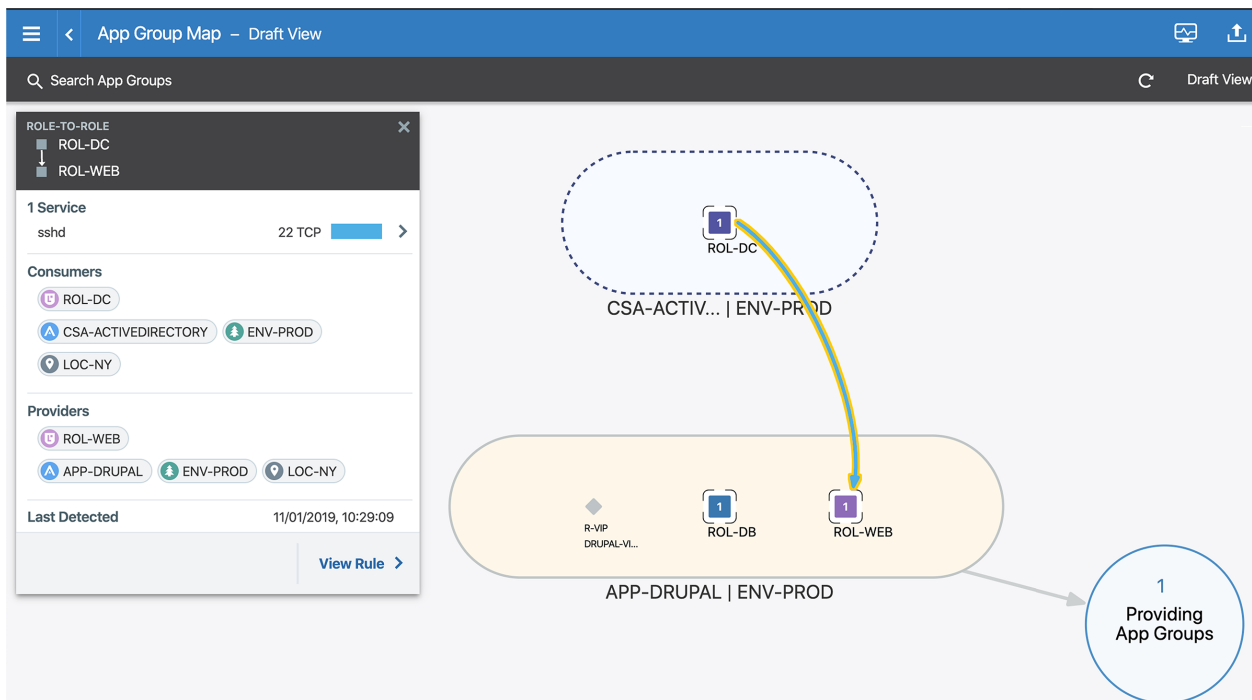 App Group Map – Draft View
Search App Groups
Draft View
ROLE-TO-ROLE
ROL-DC
ROL-WEB
1 Service
sshd 22 TCP
Consumers
ROL-DC
CSA-ACTIVEDIRECTORY ENV-PROD
LOC-NY
Providers
ROL-WEB
APP-DRUPAL ENV-PROD LOC-NY
Last Detected 11/01/2019, 10:29:09
View Rule
1
ROL-DC
CSA-ACTIV... | ENV-PROD
R-VIP
DRUPAL-VI...
1
ROL-DB
1
ROL-WEB
APP-DRUPAL | ENV-PROD
1
Providing
App Groups